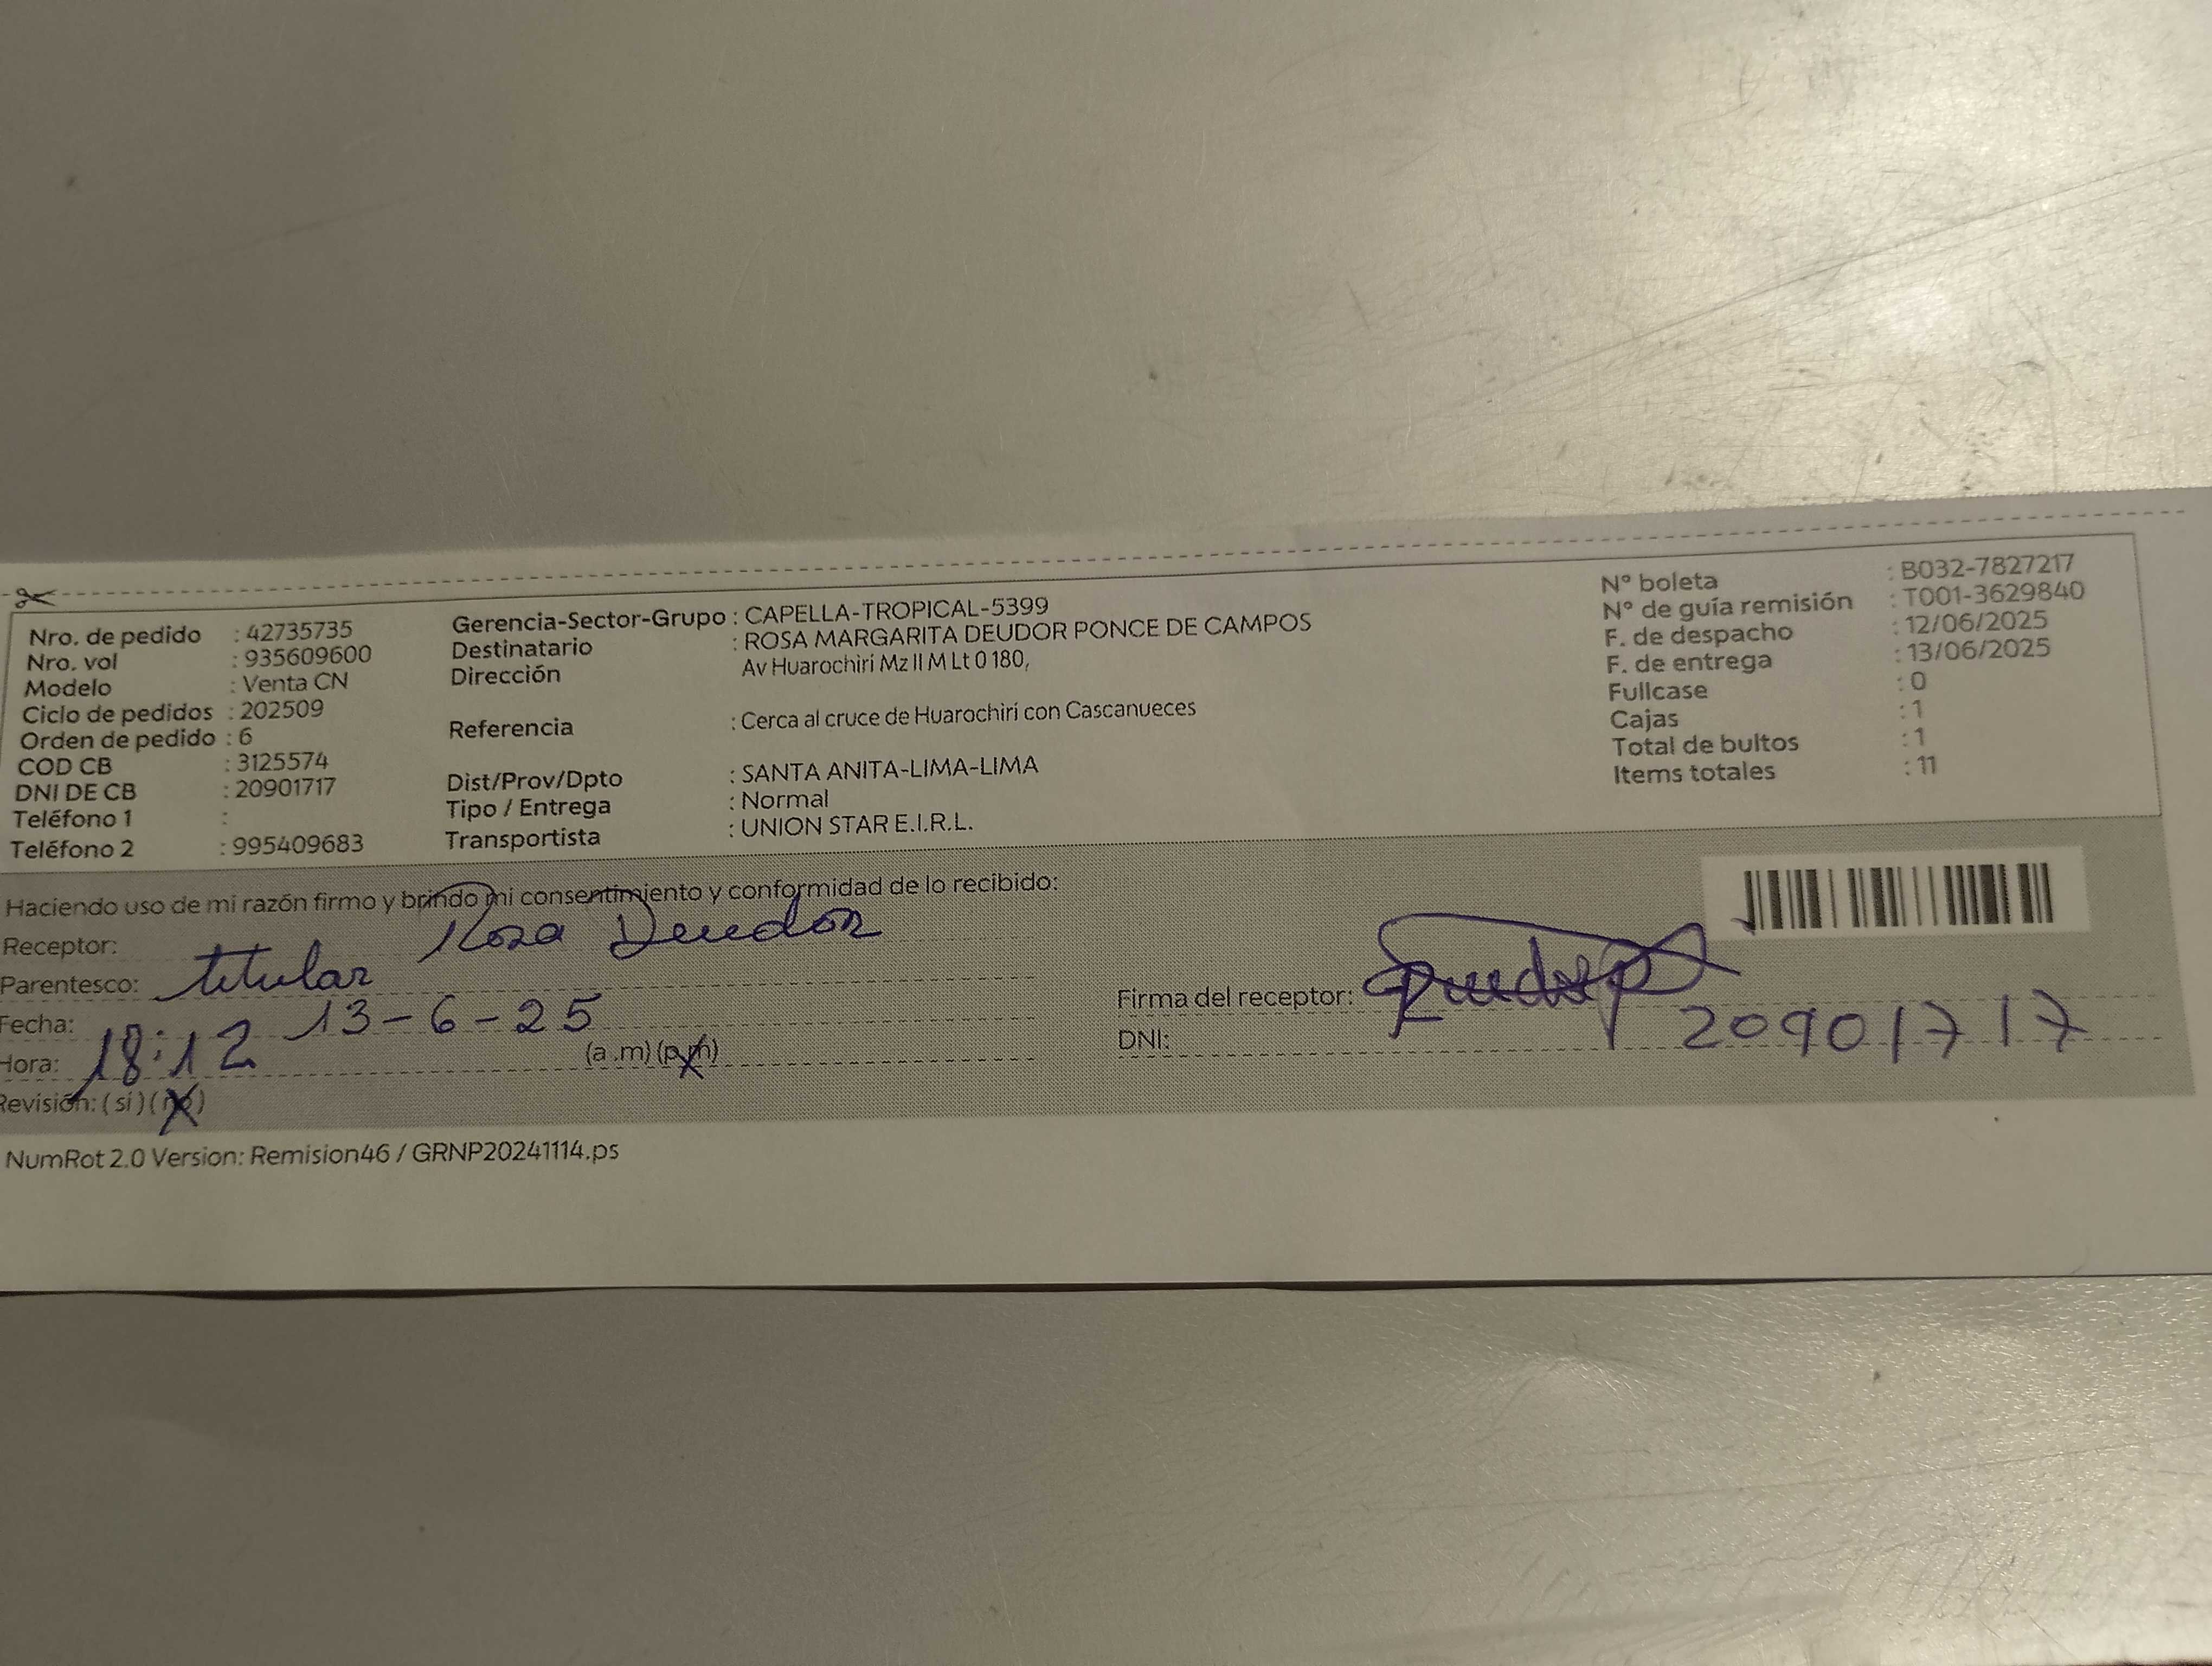 Nro. de pedido : 42735735
Nro. vol : 935609600
Modelo : Venta CN
Ciclo de pedidos : 202509
Orden de pedido : 6
COD CB : 3125574
DNI DE CB : 20901717
Teléfono 1 :
Teléfono 2 : 995409683
Gerencia-Sector-Grupo : CAPELLA-TROPICAL-5399
Destinatario : ROSA MARGARITA DEUDOR PONCE DE CAMPOS
Dirección Av Huarochirí Mz II M Lt 0 180,
Referencia : Cerca al cruce de Huarochirí con Cascanueces
Dist/Prov/Dpto : SANTA ANITA-LIMA-LIMA
Tipo / Entrega : Normal
Transportista : UNION STAR E.I.R.L.
N° boleta : B032-7827217
N° de guía remisión : T001-3629840
F. de despacho : 12/06/2025
F. de entrega : 13/06/2025
Fullcase : 0
Cajas : 1
Total de bultos : 1
Items totales : 11
Haciendo uso de mi razón firmo y brindo mi consentimiento y conformidad de lo recibido:
Receptor: Rosa Deudor
Parentesco: titular
Fecha: 13-6-25
Hora: 18:12 (a.m) (p.m)
Revisión: (sí) (no)
Firma del receptor:
DNI: 20901717
NumRot 2.0 Version: Remision46 / GRNP20241114.ps